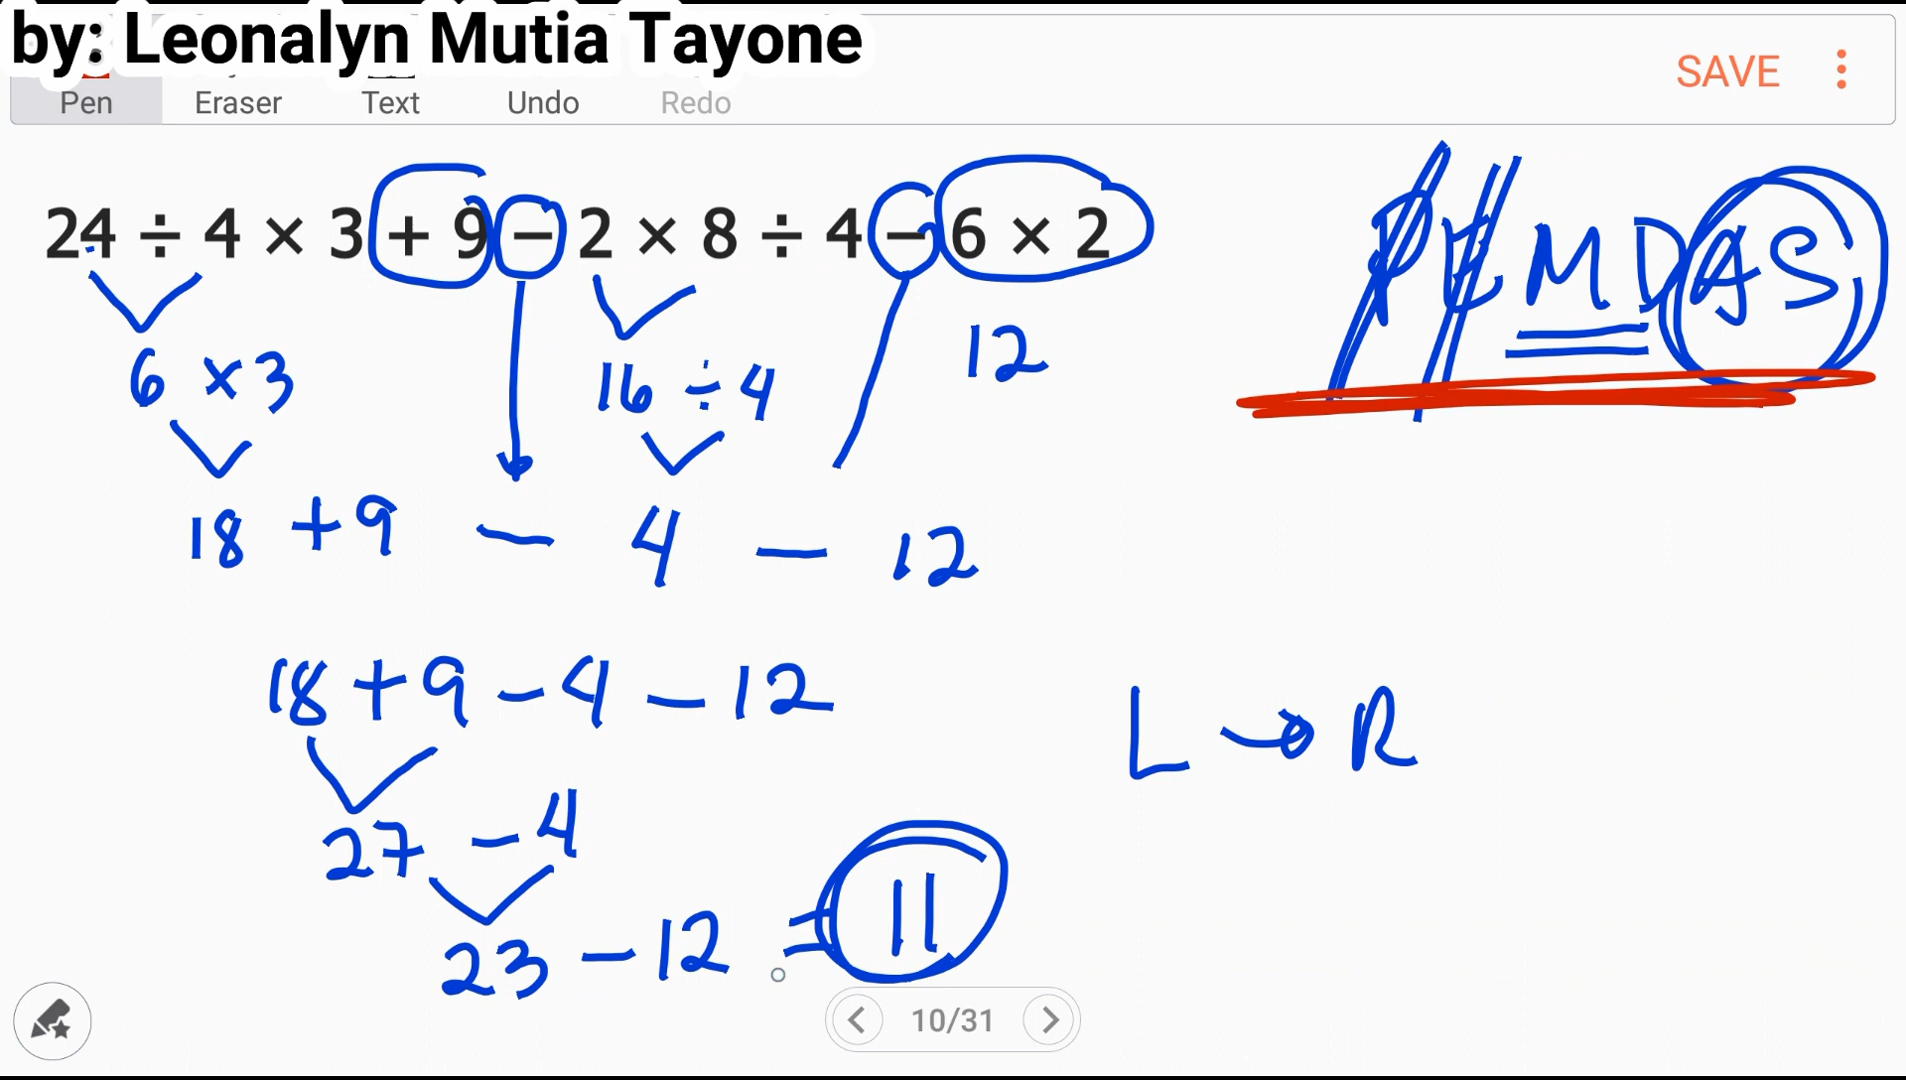 by: Leonalyn Mutia Tayone
SAVE
Pen Eraser Text Undo Redo
24 ÷ 4 × 3 + 9 − 2 × 8 ÷ 4 − 6 × 2
PEMDAS
12
6 × 3 16 ÷ 4
18 + 9 − 4 − 12
18 + 9 − 4 − 12
L → R
27 − 4
23 − 12 = 11
10/31